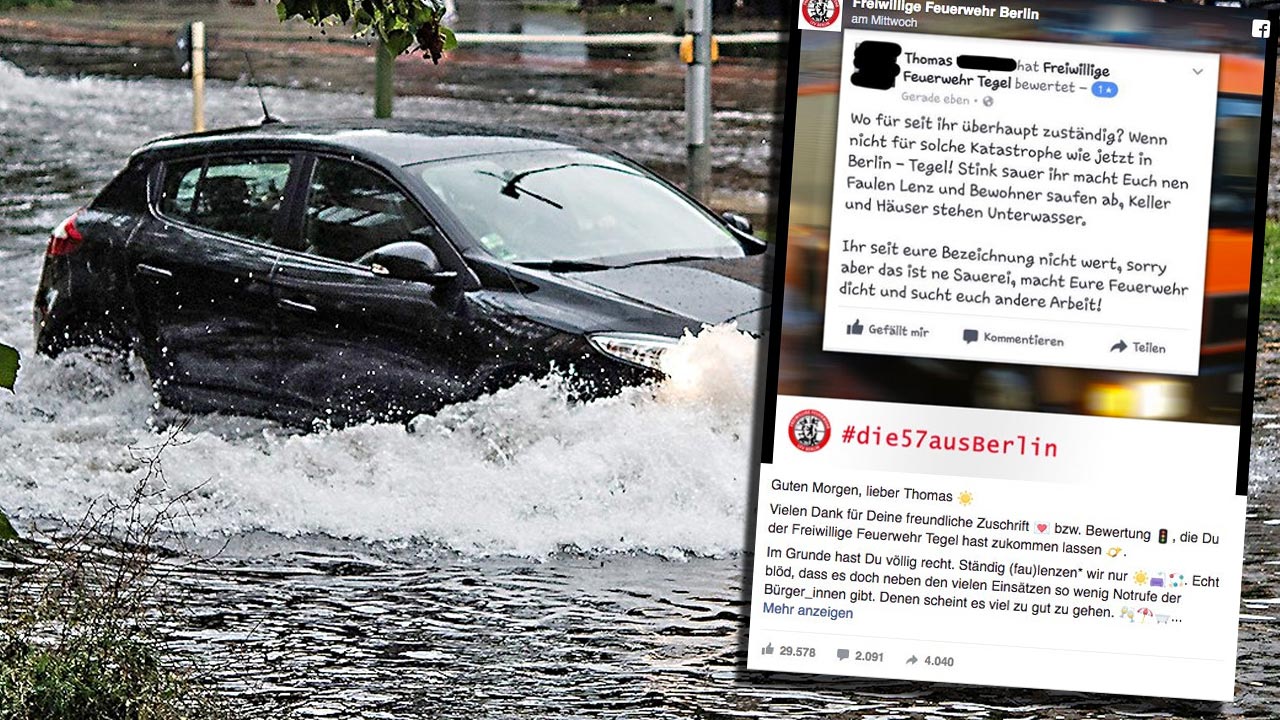 Freiwillige Feuerwehr Berlin
am Mittwoch
Thomas hat Freiwillige
Feuerwehr Tegel bewertet – 1★
Gerade eben
Wo für seit ihr überhaupt zuständig? Wenn
nicht für solche Katastrophe wie jetzt in
Berlin – Tegel! Stink sauer ihr macht Euch nen
Faulen Lenz und Bewohner saufen ab, Keller
und Häuser stehen Unterwasser.
Ihr seit eure Bezeichnung nicht wert, sorry
aber das ist ne Sauerei, macht Eure Feuerwehr
dicht und sucht euch andere Arbeit!
Gefällt mir Kommentieren Teilen
#die57ausBerlin
Guten Morgen, lieber Thomas ☀️
Vielen Dank für Deine freundliche Zuschrift 💌 bzw. Bewertung 🚦, die Du
der Freiwillige Feuerwehr Tegel hast zukommen lassen.
Im Grunde hast Du völlig recht. Ständig (fau)lenzen* wir nur. Echt
blöd, dass es doch neben den vielen Einsätzen so wenig Notrufe der
Bürger_innen gibt. Denen scheint es viel zu gut zu gehen. ...
Mehr anzeigen
29.578 2.091 4.040